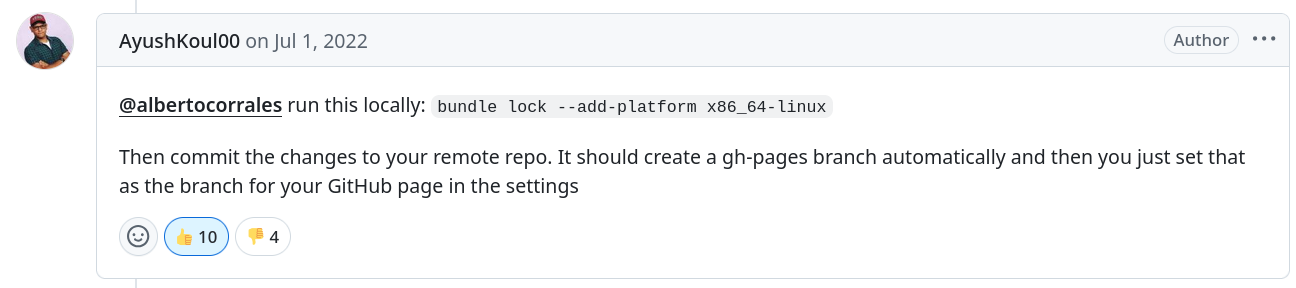 AyushKoul00 on Jul 1, 2022
Author
@albertocorrales run this locally: bundle lock --add-platform x86_64-linux
Then commit the changes to your remote repo. It should create a gh-pages branch automatically and then you just set that
as the branch for your GitHub page in the settings
👍 10 👎 4